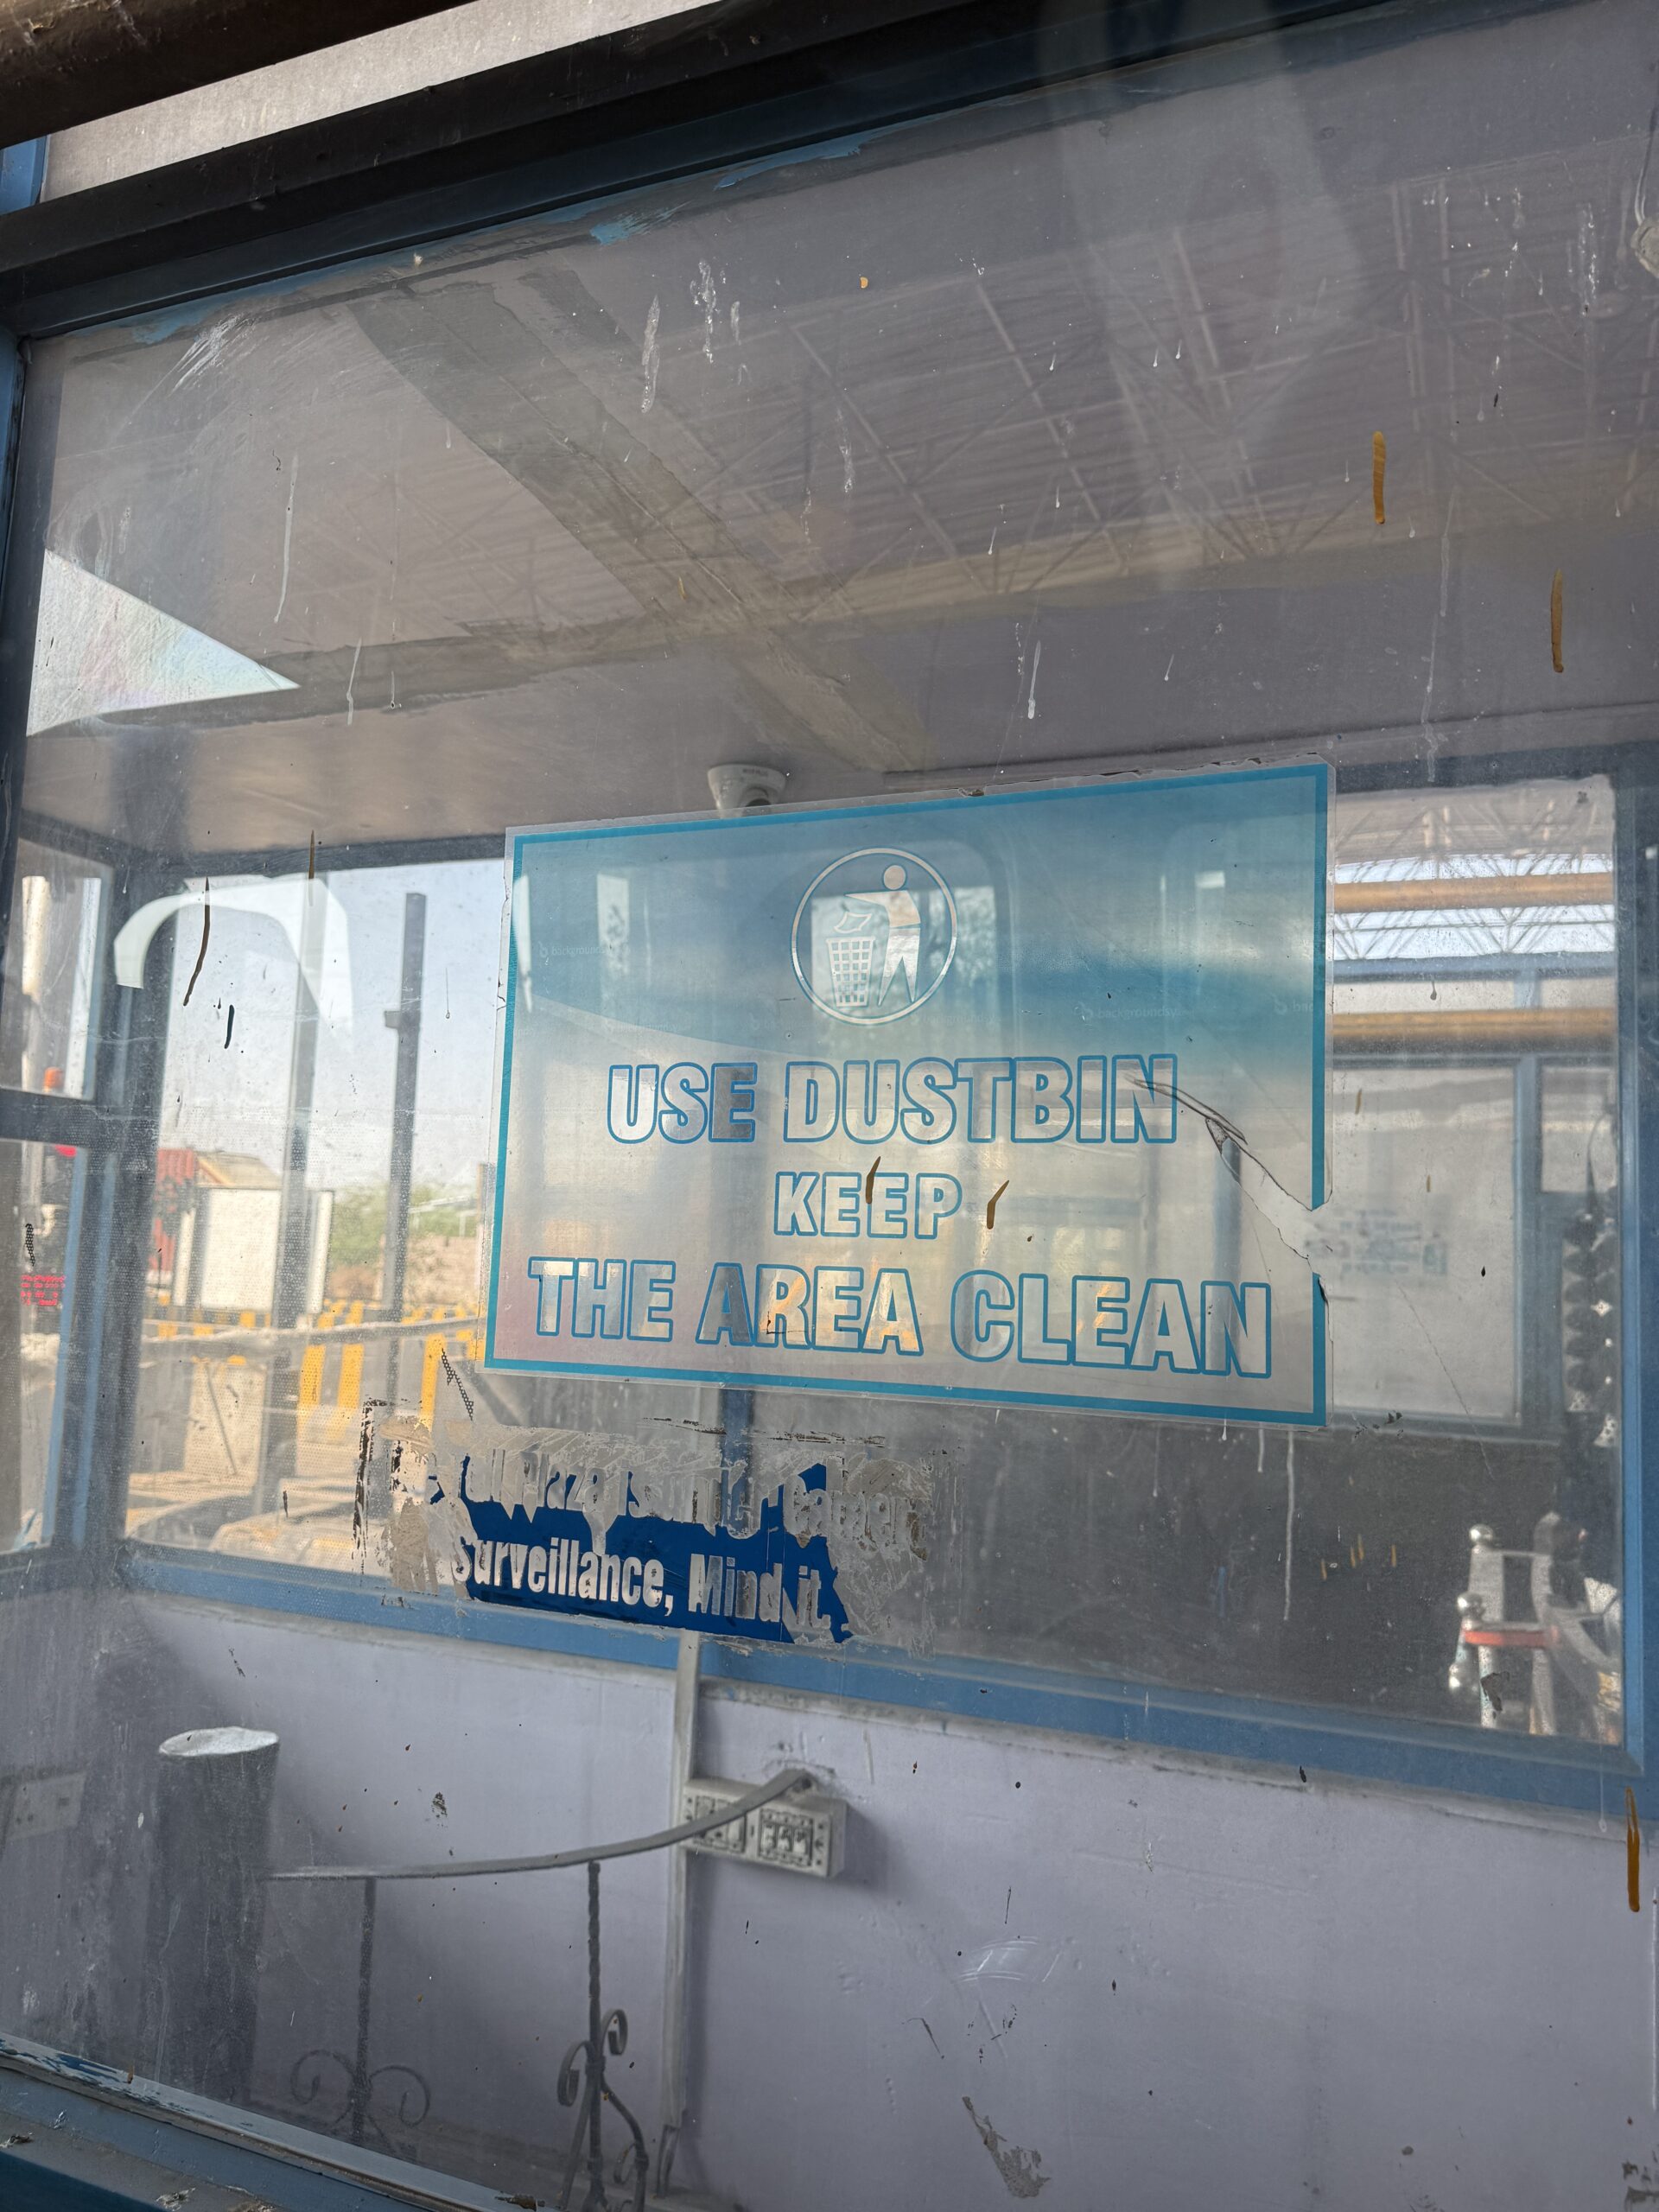 USE DUSTBIN
KEEP
THE AREA CLEAN
Surveillance, Mind it